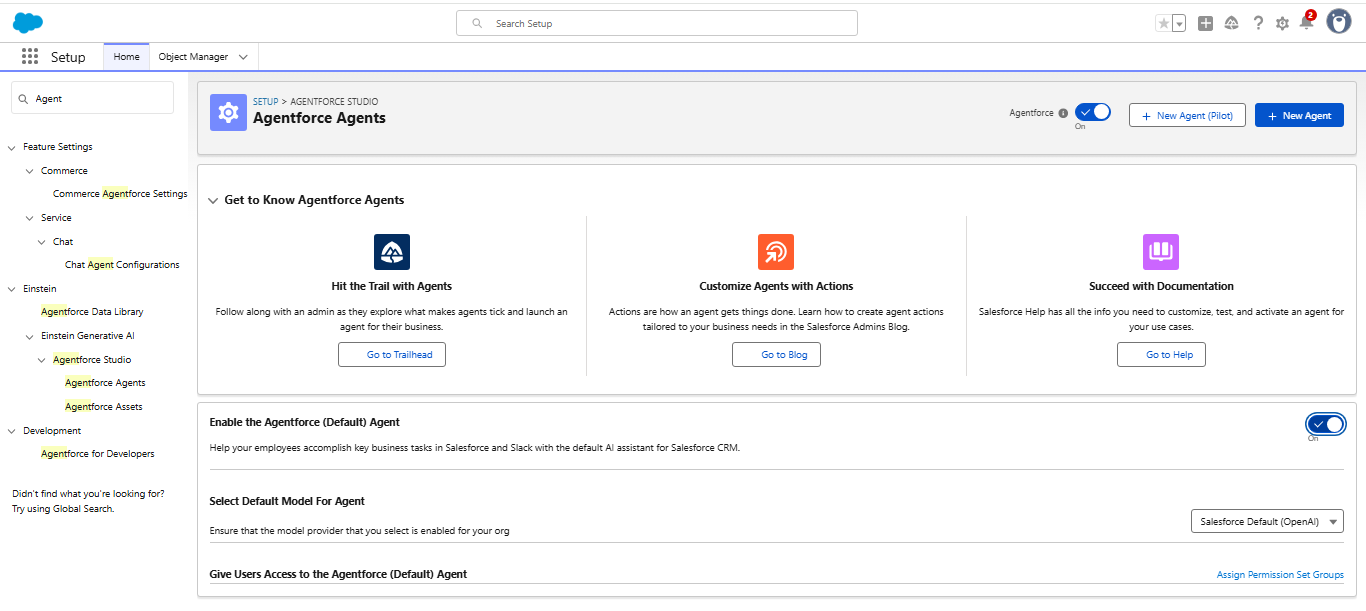 Search Setup
2
Setup
Home
Object Manager
Agent
Feature Settings
Commerce
Commerce Agentforce Settings
Service
Chat
Chat Agent Configurations
Einstein
Agentforce Data Library
Einstein Generative AI
Agentforce Studio
Agentforce Agents
Agentforce Assets
Development
Agentforce for Developers
Didn't find what you're looking for?
Try using Global Search.
SETUP > AGENTFORCE STUDIO
Agentforce Agents
Agentforce
On
+ New Agent (Pilot)
+ New Agent
Get to Know Agentforce Agents
Hit the Trail with Agents
Follow along with an admin as they explore what makes agents tick and launch an
agent for their business.
Go to Trailhead
Customize Agents with Actions
Actions are how an agent gets things done. Learn how to create agent actions
tailored to your business needs in the Salesforce Admins Blog.
Go to Blog
Succeed with Documentation
Salesforce Help has all the info you need to customize, test, and activate an agent for
your use cases.
Go to Help
Enable the Agentforce (Default) Agent
On
Help your employees accomplish key business tasks in Salesforce and Slack with the default AI assistant for Salesforce CRM.
Select Default Model For Agent
Ensure that the model provider that you select is enabled for your org
Salesforce Default (OpenAI)
Give Users Access to the Agentforce (Default) Agent
Assign Permission Set Groups